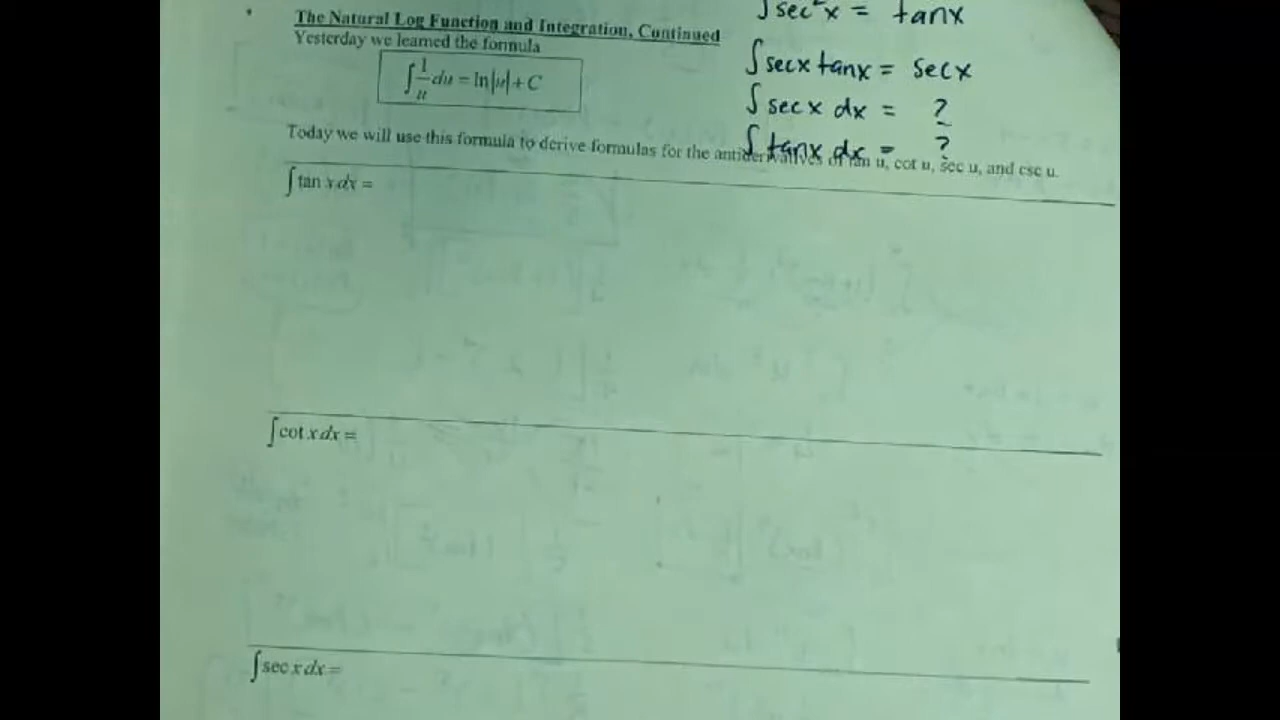 The Natural Log Function and Integration, Continued
Yesterday we learned the formula
∫ 1/u du = ln|u| + C
∫ sec²x = tanx
∫ secx tanx = secx
∫ secx dx = ?
∫ tanx dx = ?
Today we will use this formula to derive formulas for the antiderivatives of tan u, cot u, sec u, and csc u.
∫ tan x dx =
∫ cot x dx =
∫ sec x dx =